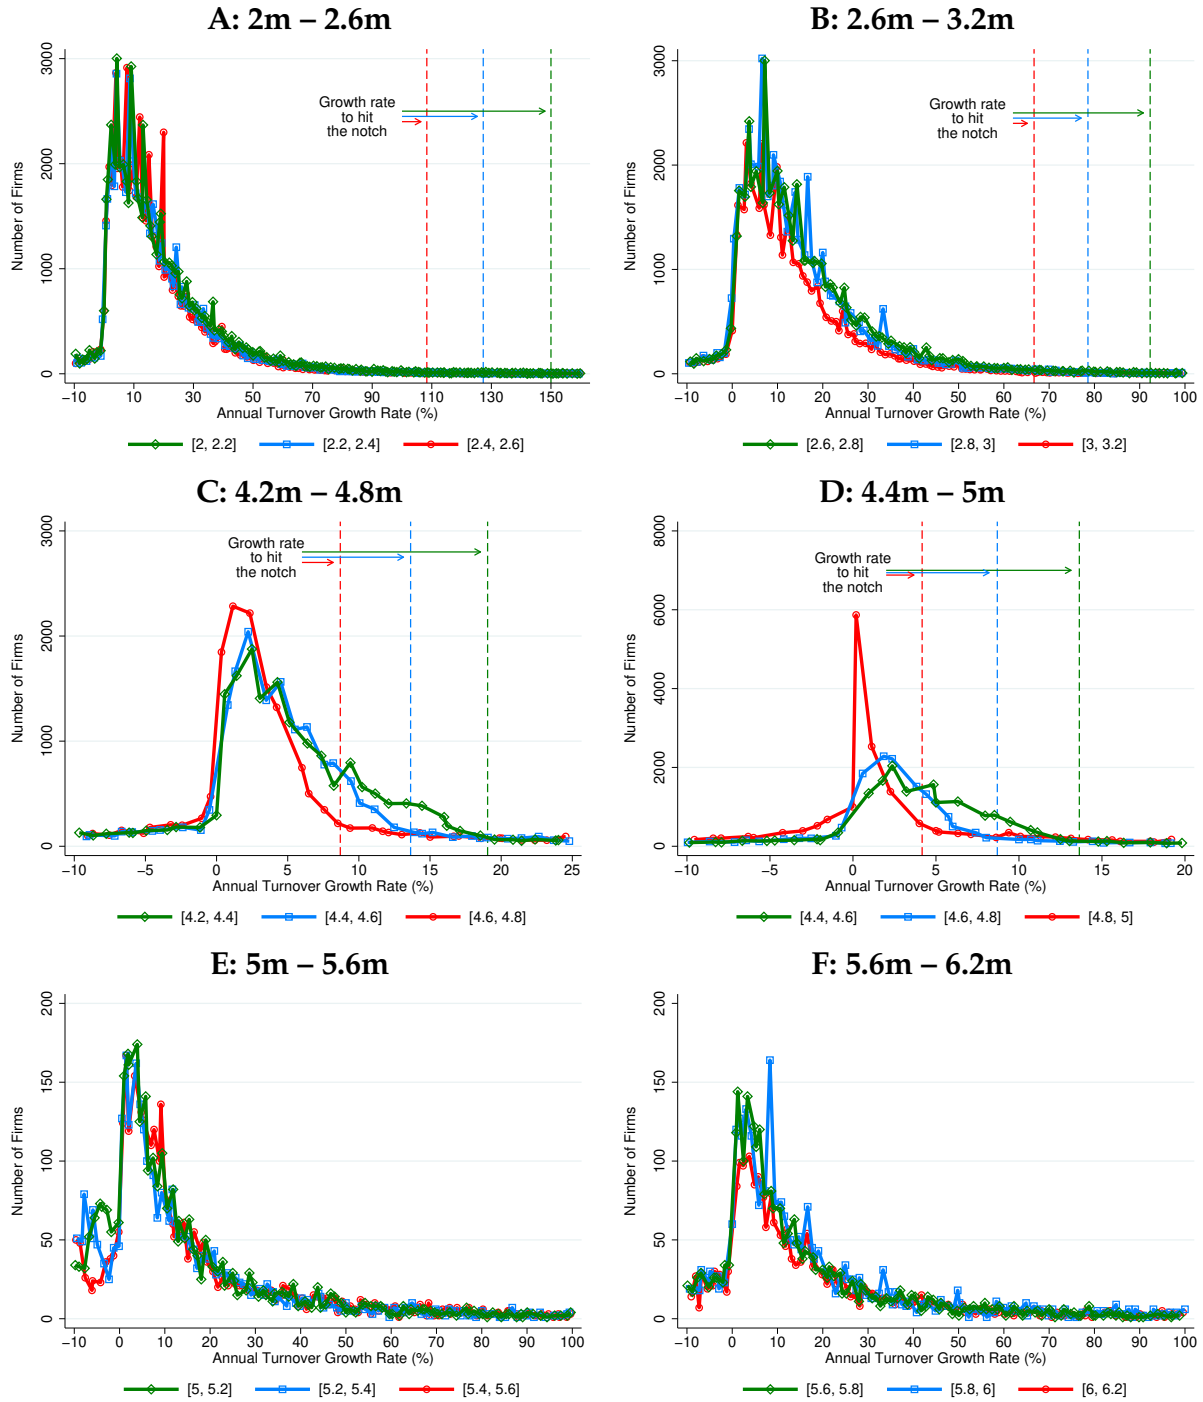 A: 2m – 2.6m
Number of Firms
3000
2000
1000
0
Growth rate
to hit
the notch
−10 10 30 50 70 90 110 130 150
Annual Turnover Growth Rate (%)
[2, 2.2] [2.2, 2.4] [2.4, 2.6]
B: 2.6m – 3.2m
Number of Firms
3000
2000
1000
0
Growth rate
to hit
the notch
−10 0 10 20 30 40 50 60 70 80 90 100
Annual Turnover Growth Rate (%)
[2.6, 2.8] [2.8, 3] [3, 3.2]
C: 4.2m – 4.8m
Number of Firms
3000
2000
1000
0
Growth rate
to hit
the notch
−10 −5 0 5 10 15 20 25
Annual Turnover Growth Rate (%)
[4.2, 4.4] [4.4, 4.6] [4.6, 4.8]
D: 4.4m – 5m
Number of Firms
8000
6000
4000
2000
0
Growth rate
to hit
the notch
−10 −5 0 5 10 15 20
Annual Turnover Growth Rate (%)
[4.4, 4.6] [4.6, 4.8] [4.8, 5]
E: 5m – 5.6m
Number of Firms
200
150
100
50
0
−10 0 10 20 30 40 50 60 70 80 90 100
Annual Turnover Growth Rate (%)
[5, 5.2] [5.2, 5.4] [5.4, 5.6]
F: 5.6m – 6.2m
Number of Firms
200
150
100
50
0
−10 0 10 20 30 40 50 60 70 80 90 100
Annual Turnover Growth Rate (%)
[5.6, 5.8] [5.8, 6] [6, 6.2]